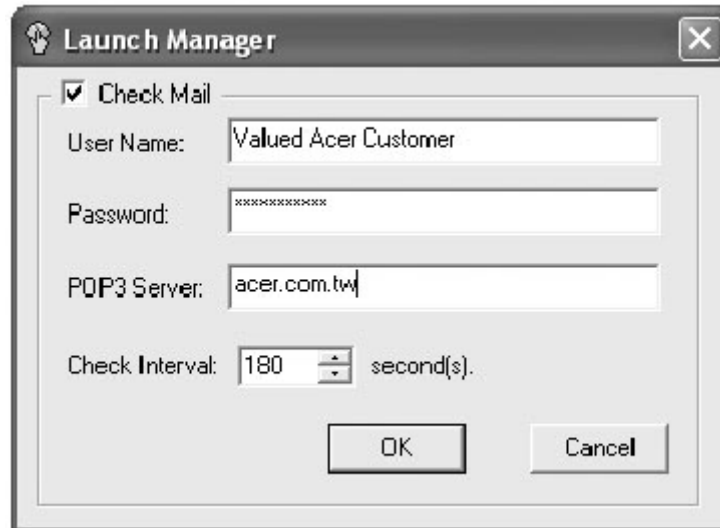 Launch Manager
Check Mail
User Name: Valued Acer Customer
Password: ***********
POP3 Server: acer.com.tw
Check Interval: 180 second(s).
OK Cancel